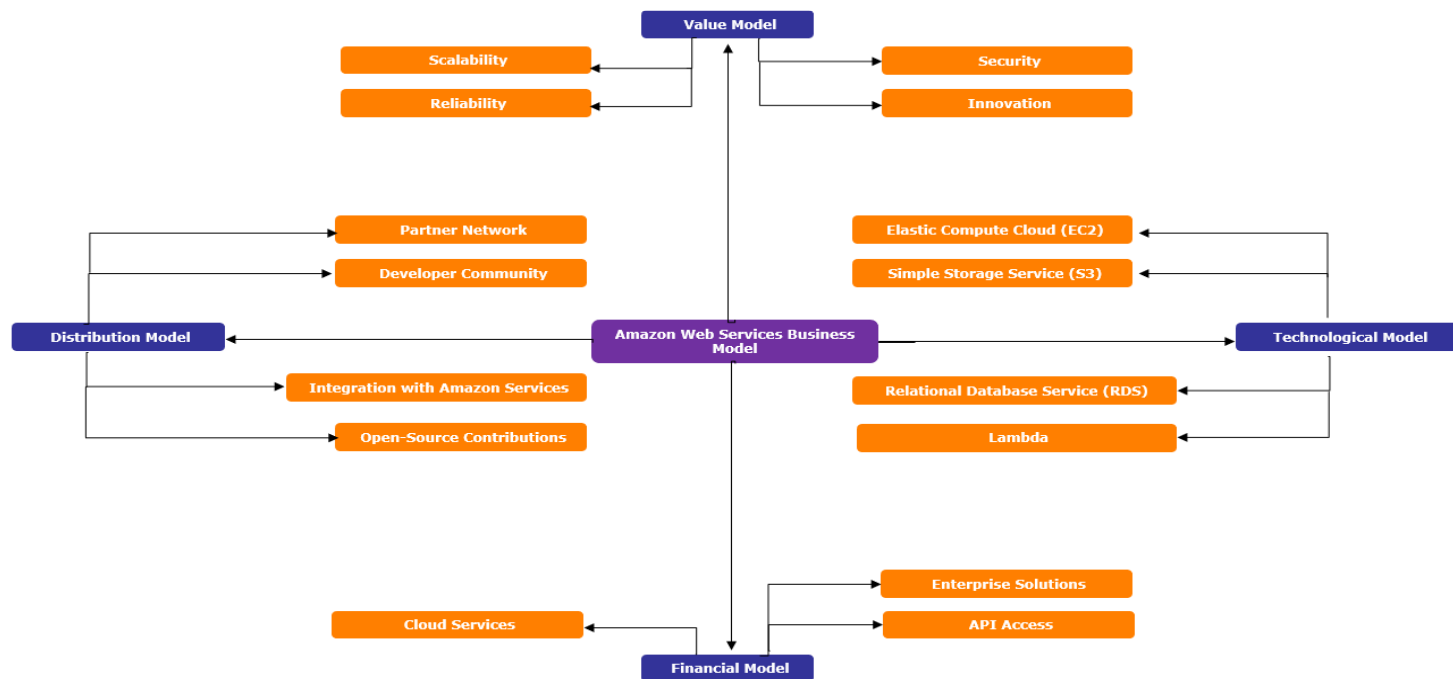 Value Model
Scalability
Security
Reliability
Innovation
Partner Network
Elastic Compute Cloud (EC2)
Developer Community
Simple Storage Service (S3)
Distribution Model
Amazon Web Services Business
Model
Technological Model
Integration with Amazon Services
Relational Database Service (RDS)
Open-Source Contributions
Lambda
Enterprise Solutions
Cloud Services
API Access
Financial Model